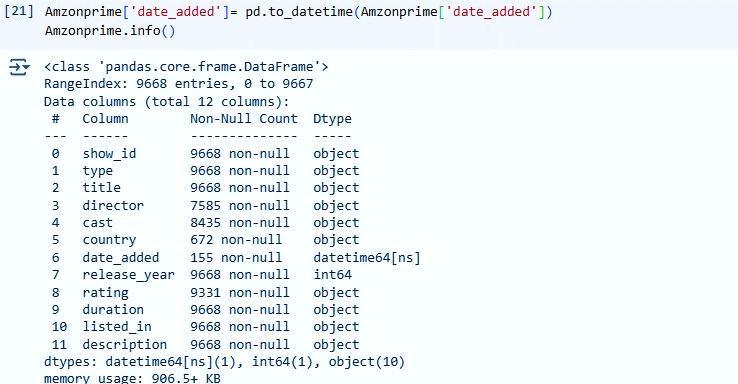 [21] Amzonprime['date_added']= pd.to_datetime(Amzonprime['date_added'])
Amzonprime.info()
<class 'pandas.core.frame.DataFrame'>
RangeIndex: 9668 entries, 0 to 9667
Data columns (total 12 columns):
#   Column        Non-Null Count  Dtype
---  ------        --------------  -----
0   show_id       9668 non-null   object
1   type          9668 non-null   object
2   title         9668 non-null   object
3   director      7585 non-null   object
4   cast          8435 non-null   object
5   country       672 non-null    object
6   date_added    155 non-null    datetime64[ns]
7   release_year  9668 non-null   int64
8   rating        9331 non-null   object
9   duration      9668 non-null   object
10  listed_in     9668 non-null   object
11  description   9668 non-null   object
dtypes: datetime64[ns](1), int64(1), object(10)
memory usage: 906.5+ KB